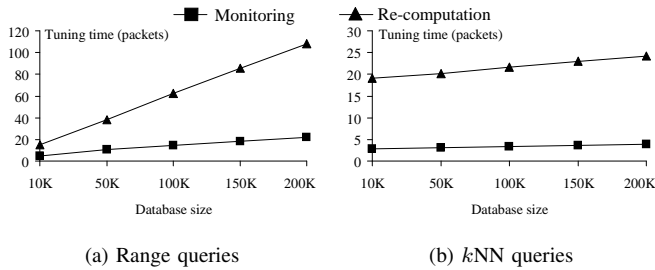 Monitoring Re-computation
Tuning time (packets)
120
100
80
60
40
20
0
10K 50K 100K 150K 200K
Database size
(a) Range queries
Tuning time (packets)
30
25
20
15
10
5
0
10K 50K 100K 150K 200K
Database size
(b) kNN queries